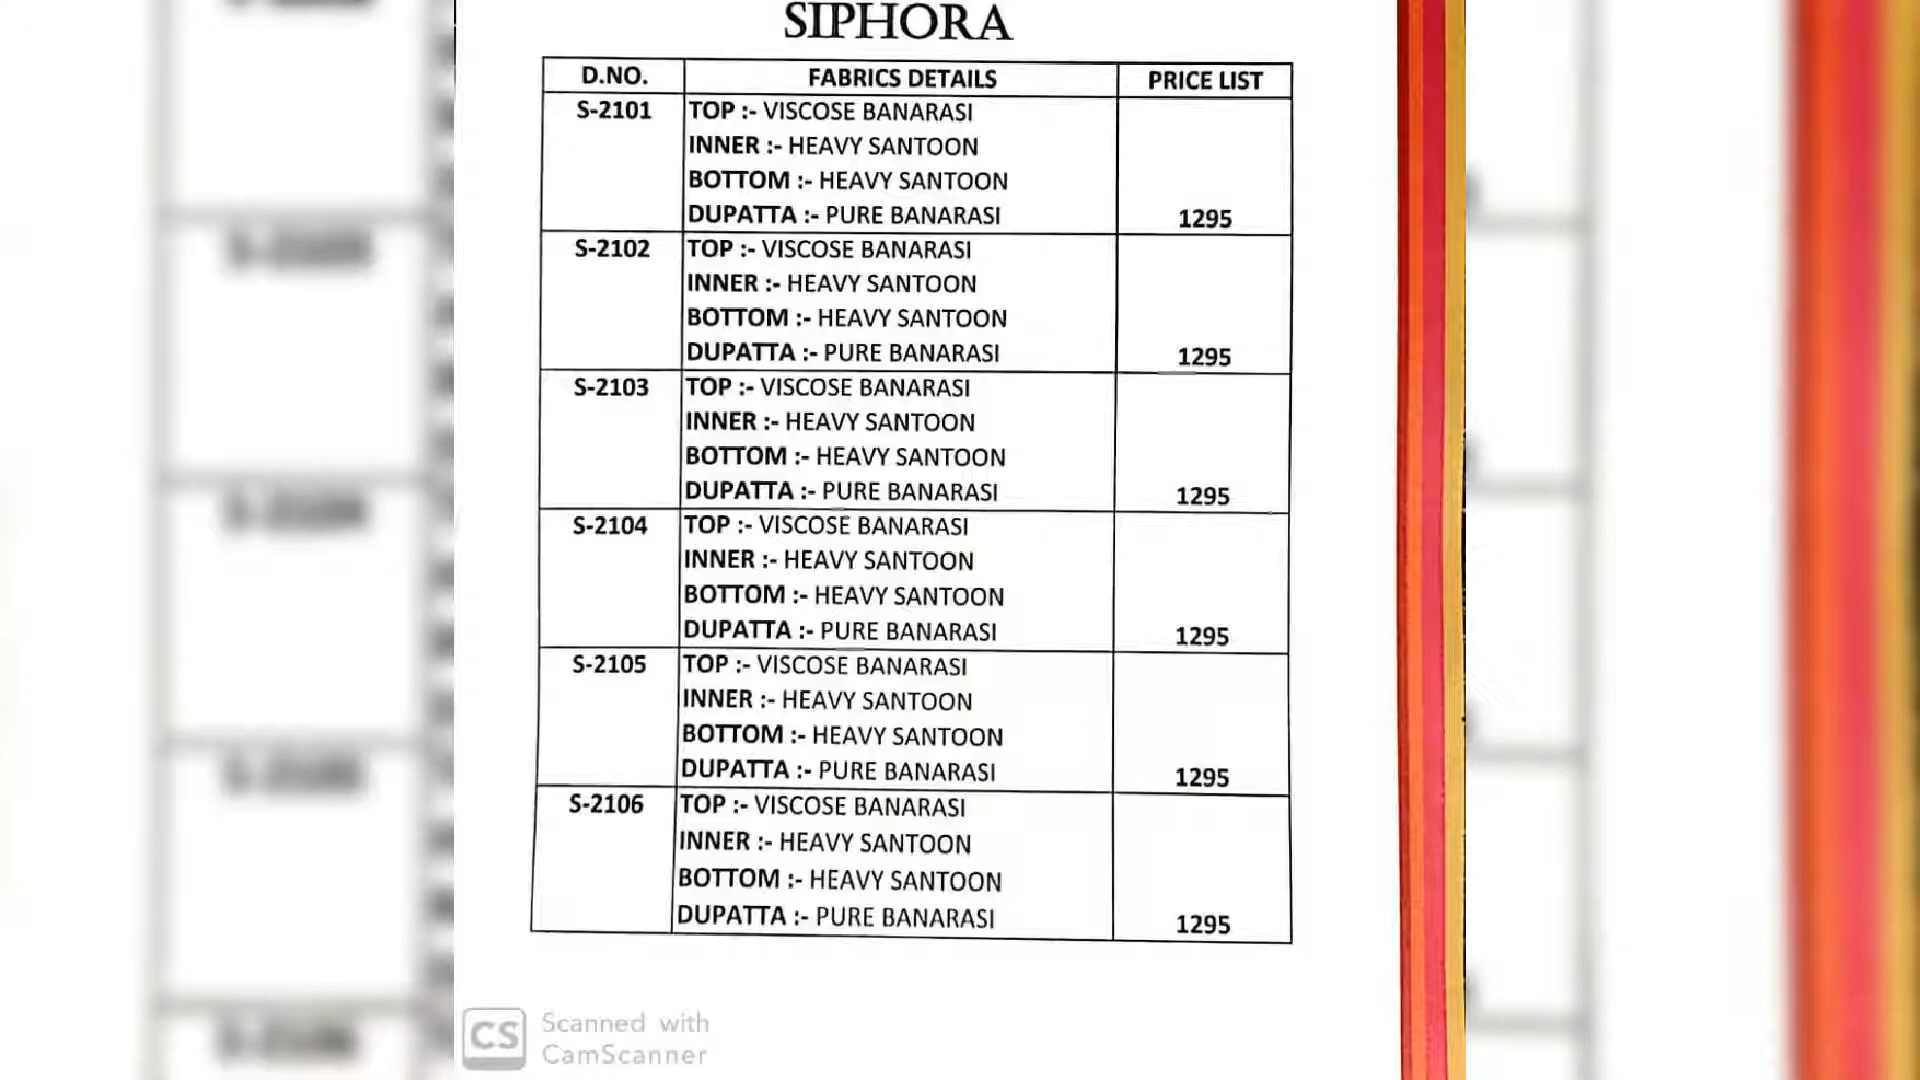 SIPHORA
D.NO. FABRICS DETAILS PRICE LIST
S-2101 TOP :- VISCOSE BANARASI
INNER :- HEAVY SANTOON
BOTTOM :- HEAVY SANTOON
DUPATTA :- PURE BANARASI 1295
S-2102 TOP :- VISCOSE BANARASI
INNER :- HEAVY SANTOON
BOTTOM :- HEAVY SANTOON
DUPATTA :- PURE BANARASI 1295
S-2103 TOP :- VISCOSE BANARASI
INNER :- HEAVY SANTOON
BOTTOM :- HEAVY SANTOON
DUPATTA :- PURE BANARASI 1295
S-2104 TOP :- VISCOSE BANARASI
INNER :- HEAVY SANTOON
BOTTOM :- HEAVY SANTOON
DUPATTA :- PURE BANARASI 1295
S-2105 TOP :- VISCOSE BANARASI
INNER :- HEAVY SANTOON
BOTTOM :- HEAVY SANTOON
DUPATTA :- PURE BANARASI 1295
S-2106 TOP :- VISCOSE BANARASI
INNER :- HEAVY SANTOON
BOTTOM :- HEAVY SANTOON
DUPATTA :- PURE BANARASI 1295
CS Scanned with
CamScanner